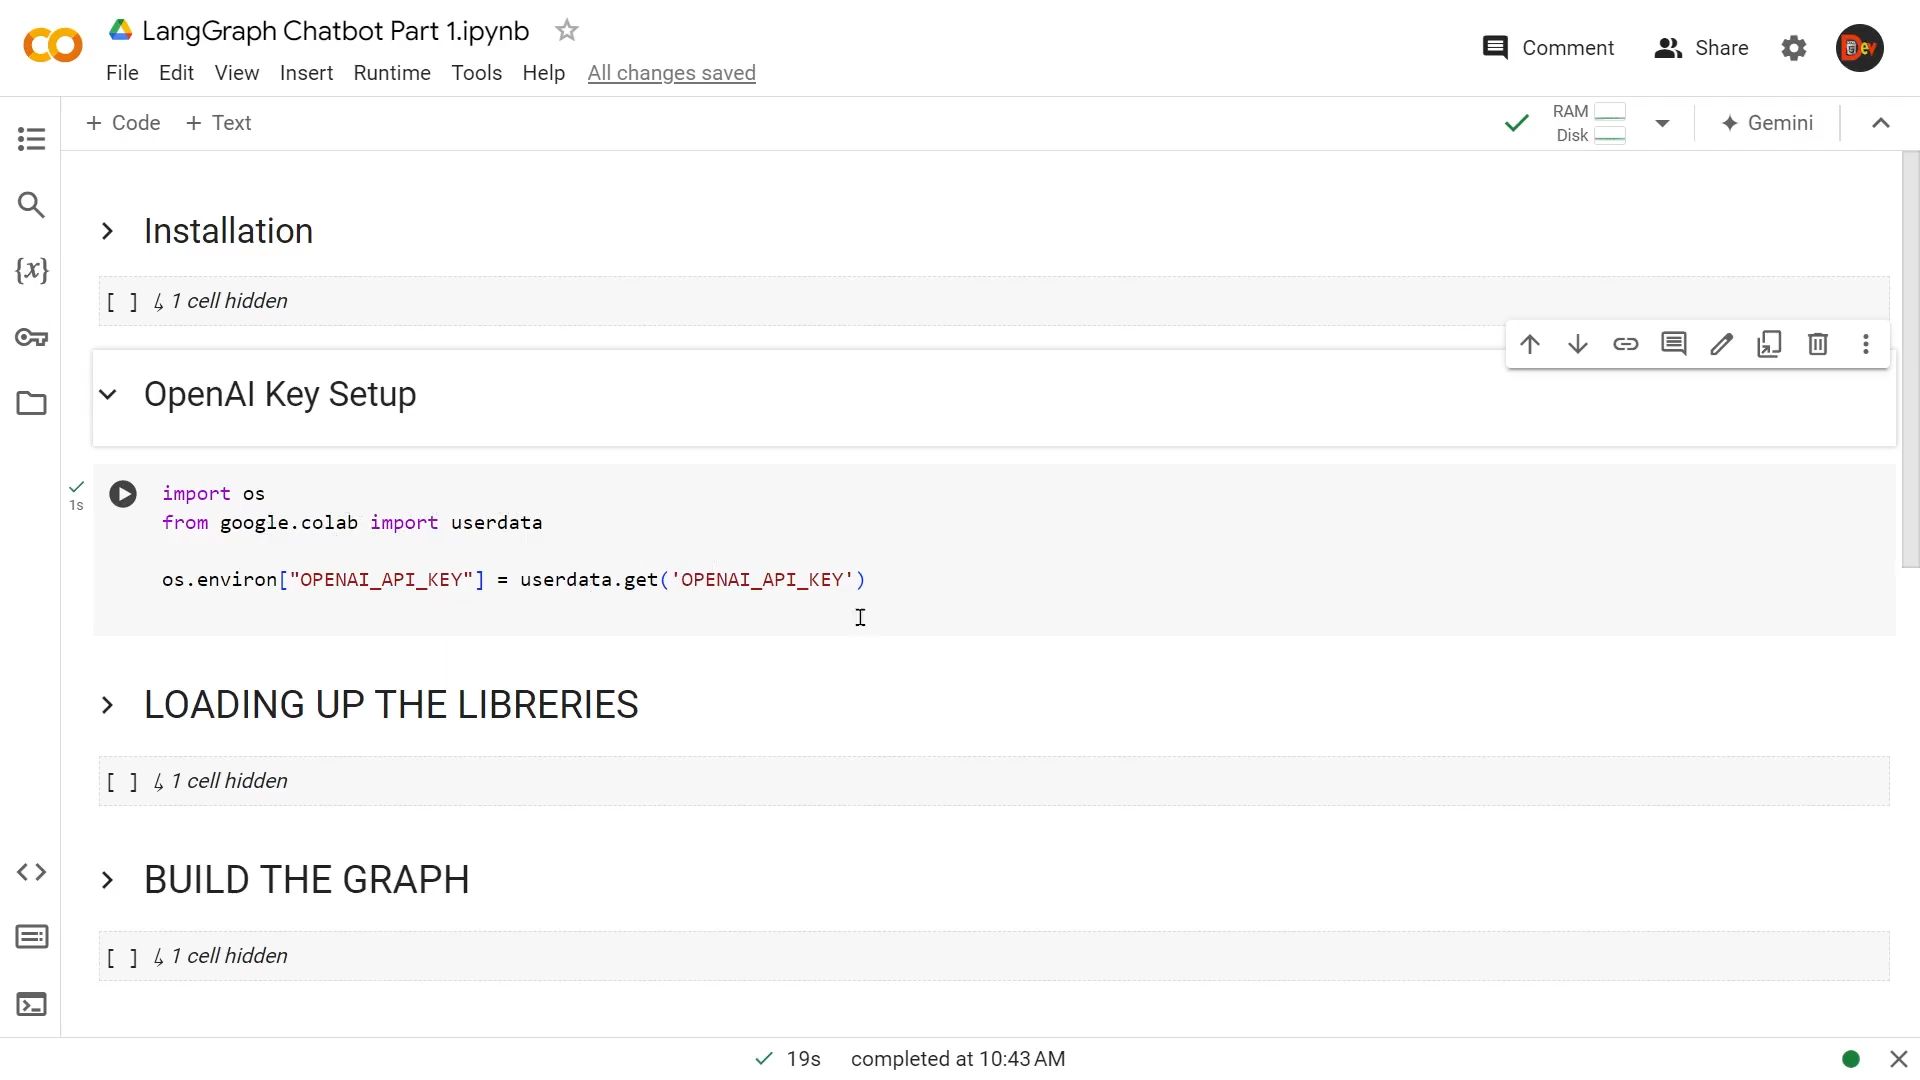 LangGraph Chatbot Part 1.ipynb
File Edit View Insert Runtime Tools Help All changes saved
Comment Share
+ Code + Text
RAM
Disk
Gemini
Installation
[ ] ↳ 1 cell hidden
OpenAI Key Setup
1s
import os
from google.colab import userdata
os.environ["OPENAI_API_KEY"] = userdata.get('OPENAI_API_KEY')
LOADING UP THE LIBRERIES
[ ] ↳ 1 cell hidden
BUILD THE GRAPH
[ ] ↳ 1 cell hidden
19s completed at 10:43 AM
{x}
Dev